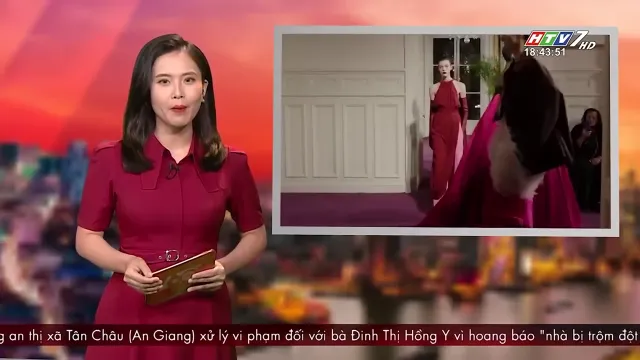 HTV7 HD
18:43:51
g an thị xã Tân Châu (An Giang) xử lý vi phạm đối với bà Đinh Thị Hồng Y vì hoang báo "nhà bị trộm đột